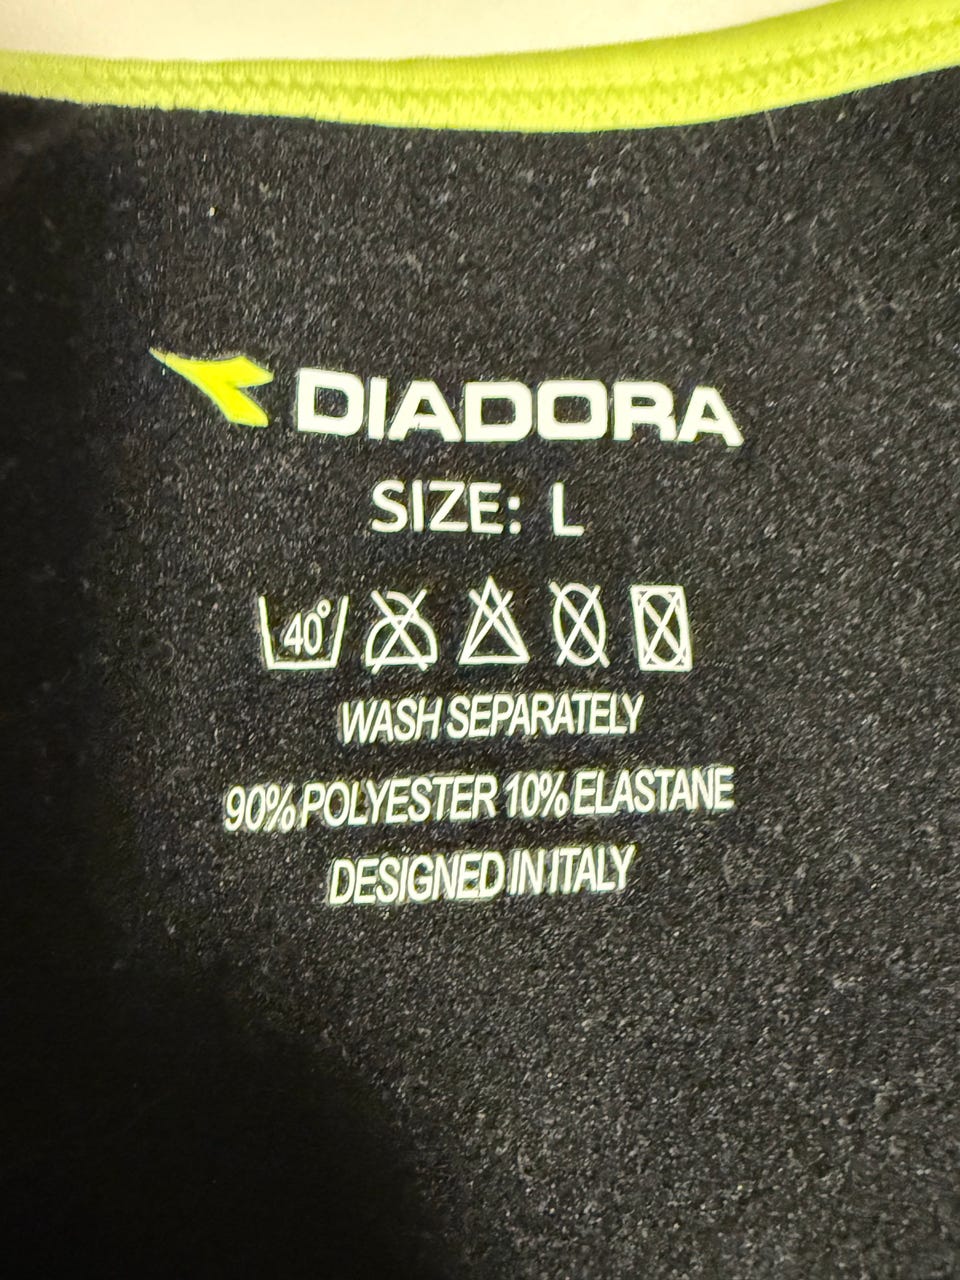 DIADORA
SIZE: L
40°
WASH SEPARATELY
90% POLYESTER 10% ELASTANE
DESIGNED IN ITALY